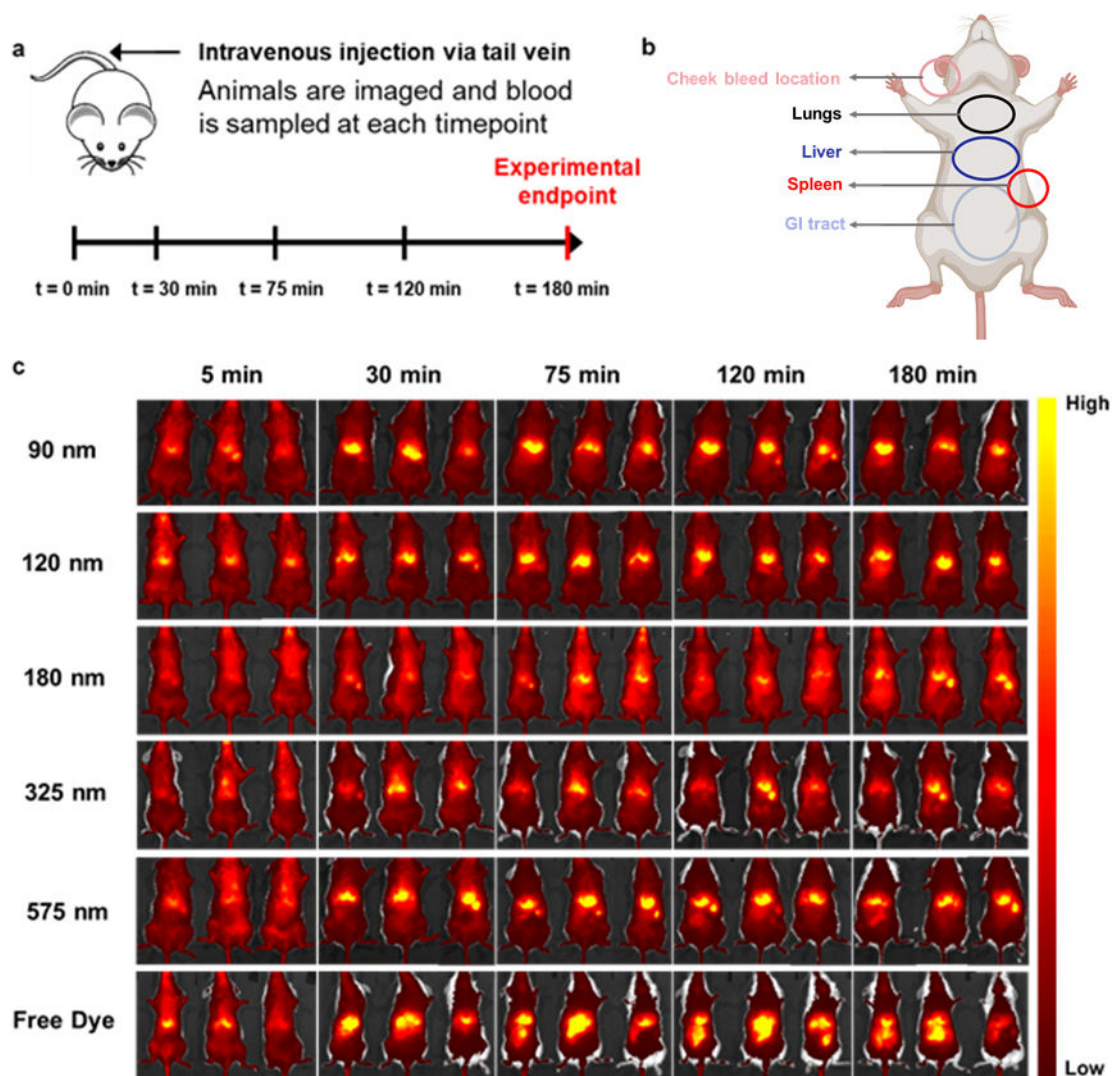 a
Intravenous injection via tail vein
Animals are imaged and blood
is sampled at each timepoint
Experimental
endpoint
t = 0 min
t = 30 min
t = 75 min
t = 120 min
t = 180 min
b
Cheek bleed location
Lungs
Liver
Spleen
GI tract
c
5 min
30 min
75 min
120 min
180 min
High
90 nm
120 nm
180 nm
325 nm
575 nm
Free Dye
Low